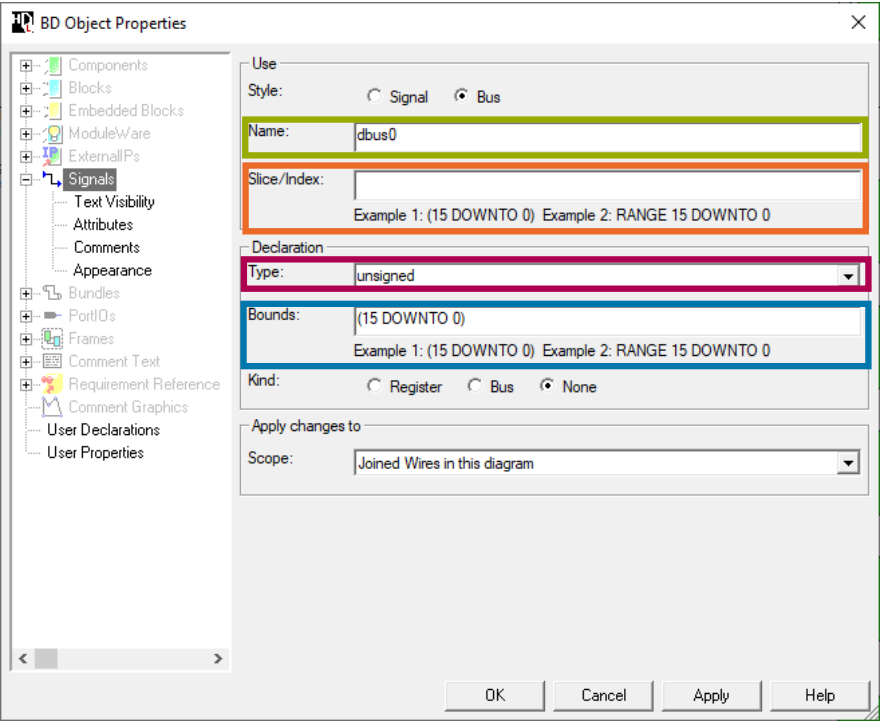 HDL BD Object Properties
Components
Blocks
Embedded Blocks
ModuleWare
IP ExternalIPs
Signals
Text Visibility
Attributes
Comments
Appearance
Bundles
PortIOs
Frames
Comment Text
Requirement Reference
Comment Graphics
User Declarations
User Properties
Use
Style: Signal Bus
Name: dbus0
Slice/Index:
Example 1: (15 DOWNTO 0) Example 2: RANGE 15 DOWNTO 0
Declaration
Type: unsigned
Bounds: (15 DOWNTO 0)
Example 1: (15 DOWNTO 0) Example 2: RANGE 15 DOWNTO 0
Kind: Register Bus None
Apply changes to
Scope: Joined Wires in this diagram
OK Cancel Apply Help